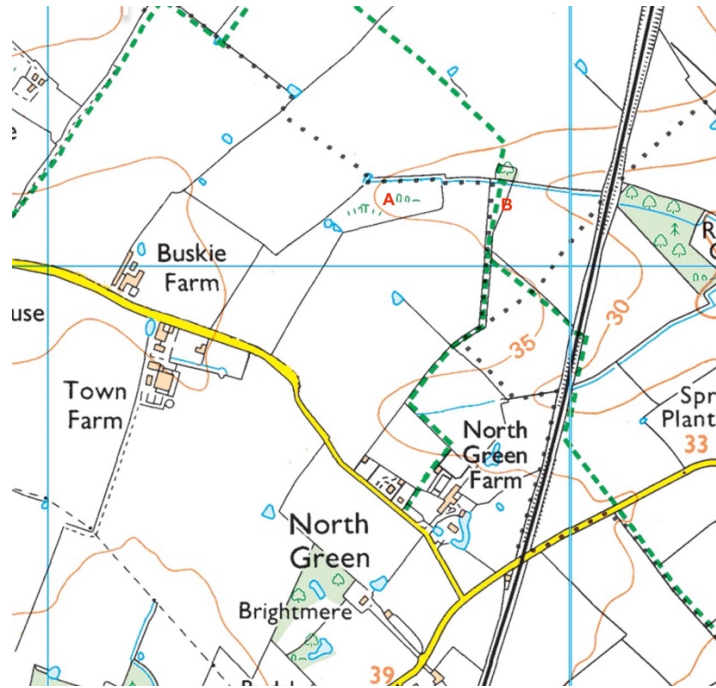 e
A
B
R
Buskie
Farm
use
30
35
Town
Farm
Spr
Plant
33
North
Green
Farm
North
Green
Brightmere
39